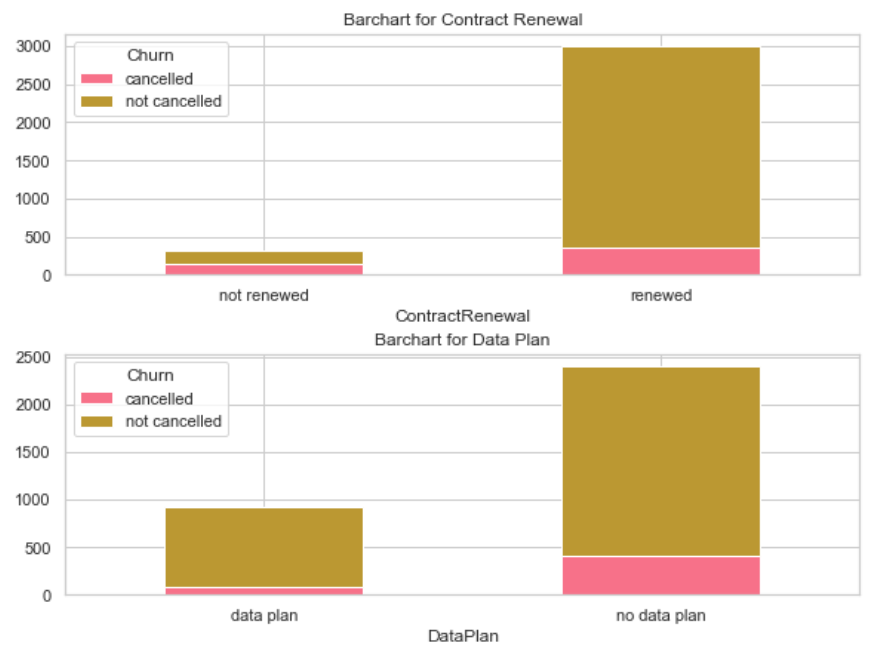 Barchart for Contract Renewal
3000
2500
2000
1500
1000
500
0
Churn
cancelled
not cancelled
not renewed
renewed
ContractRenewal
Barchart for Data Plan
2500
2000
1500
1000
500
0
Churn
cancelled
not cancelled
data plan
no data plan
DataPlan